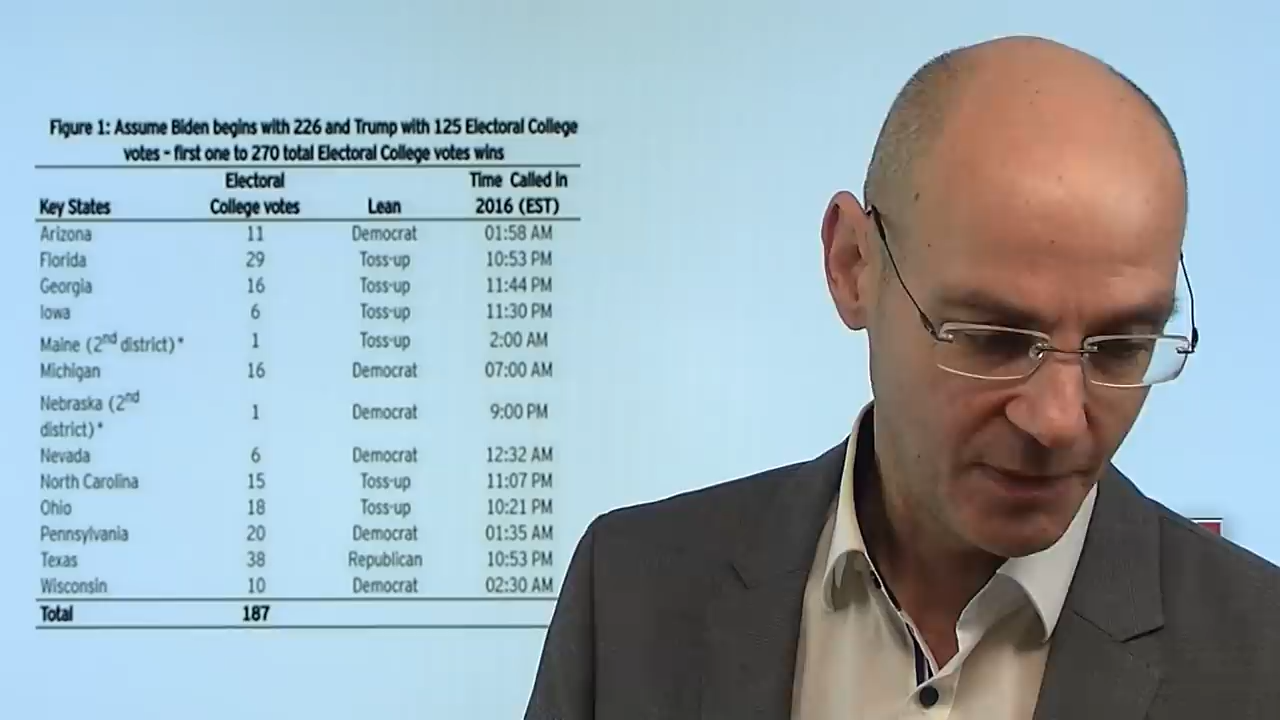 Figure 1: Assume Biden begins with 226 and Trump with 125 Electoral College
votes - first one to 270 total Electoral College votes wins
Key States Electoral College votes Lean Time Called in 2016 (EST)
Arizona 11 Democrat 01:58 AM
Florida 29 Toss-up 10:53 PM
Georgia 16 Toss-up 11:44 PM
Iowa 6 Toss-up 11:30 PM
Maine (2nd district)* 1 Toss-up 2:00 AM
Michigan 16 Democrat 07:00 AM
Nebraska (2nd district)* 1 Democrat 9:00 PM
Nevada 6 Democrat 12:32 AM
North Carolina 15 Toss-up 11:07 PM
Ohio 18 Toss-up 10:21 PM
Pennsylvania 20 Democrat 01:35 AM
Texas 38 Republican 10:53 PM
Wisconsin 10 Democrat 02:30 AM
Total 187